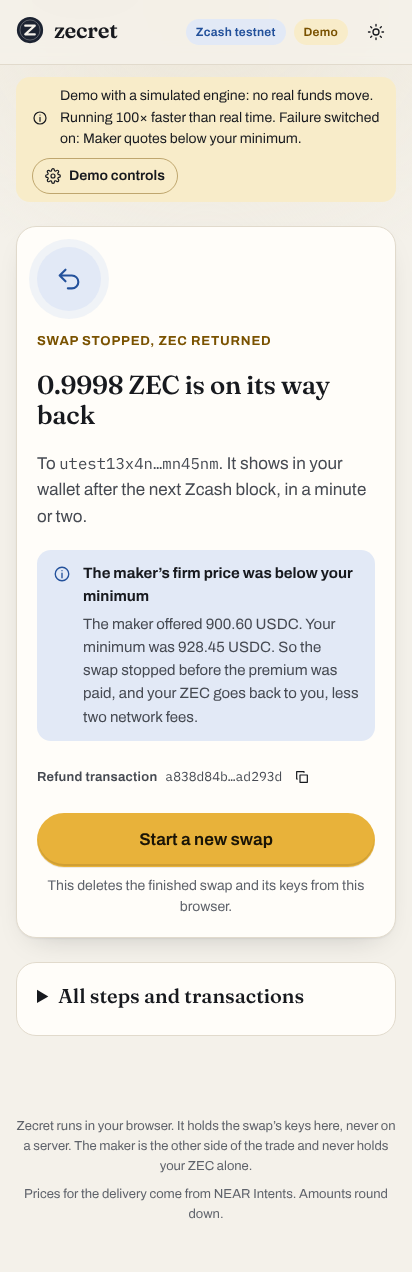 zecret
Zcash testnet
Demo
Demo with a simulated engine: no real funds move.
Running 100× faster than real time. Failure switched
on: Maker quotes below your minimum.
Demo controls
SWAP STOPPED, ZEC RETURNED
0.9998 ZEC is on its way
back
To utest13x4n…mn45nm. It shows in your
wallet after the next Zcash block, in a minute
or two.
The maker’s firm price was below your
minimum
The maker offered 900.60 USDC. Your
minimum was 928.45 USDC. So the
swap stopped before the premium was
paid, and your ZEC goes back to you, less
two network fees.
Refund transaction a838d84b…ad293d
Start a new swap
This deletes the finished swap and its keys from this
browser.
All steps and transactions
Zecret runs in your browser. It holds the swap’s keys here, never on
a server. The maker is the other side of the trade and never holds
your ZEC alone.
Prices for the delivery come from NEAR Intents. Amounts round
down.